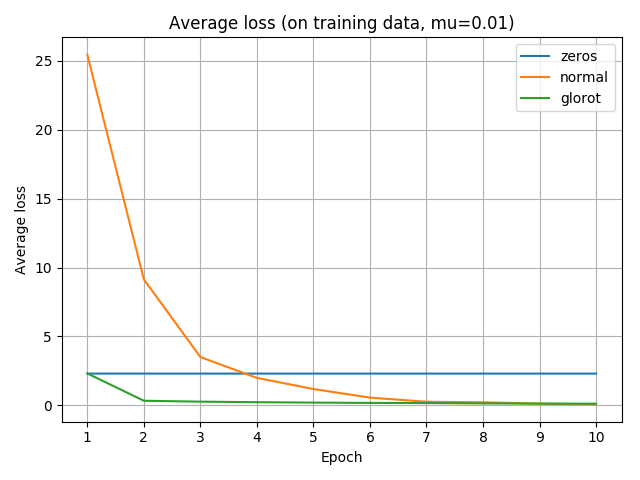 Average loss (on training data, mu=0.01)
zeros
normal
glorot
Average loss
25
20
15
10
5
0
1 2 3 4 5 6 7 8 9 10
Epoch